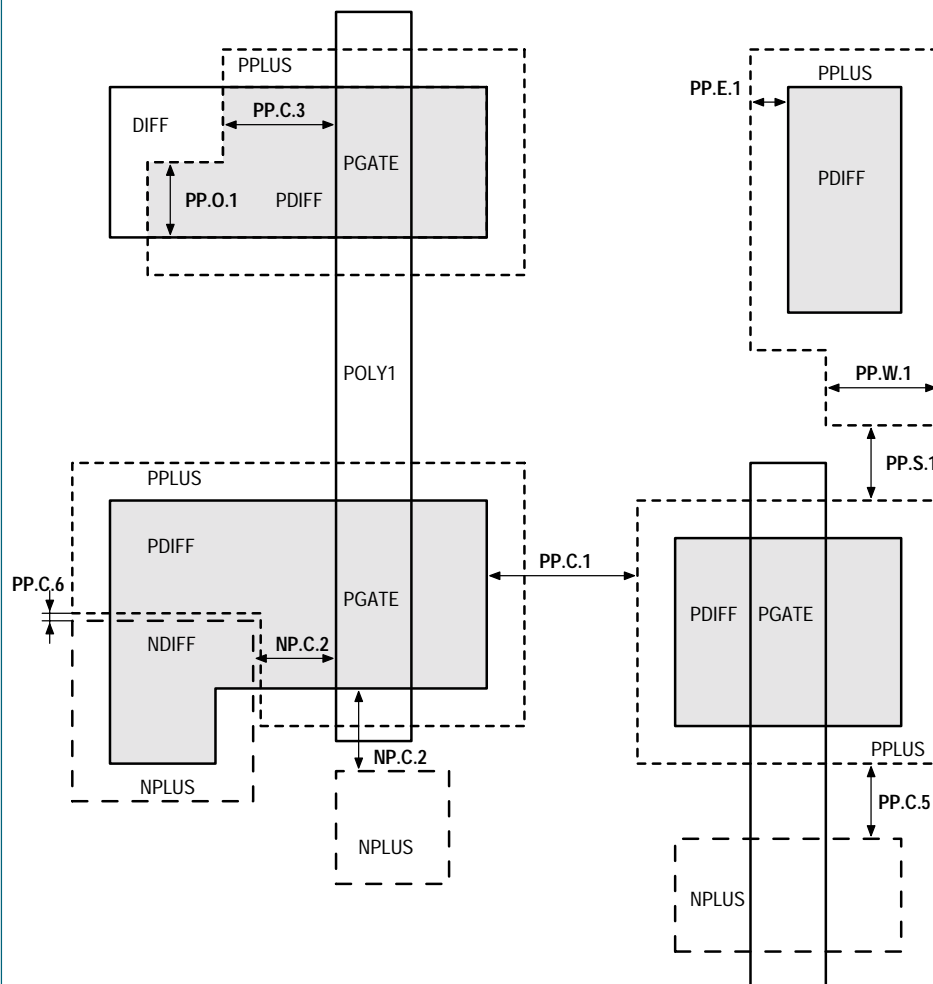 PPLUS
PP.C.3
DIFF
PGATE
PP.O.1
PDIFF
PPLUS
PP.E.1
PDIFF
POLY1
PP.W.1
PP.S.1
PPLUS
PDIFF
PP.C.1
PP.C.6
PGATE
NDIFF
NP.C.2
PDIFF
PGATE
NP.C.2
PPLUS
NPLUS
PP.C.5
NPLUS
NPLUS